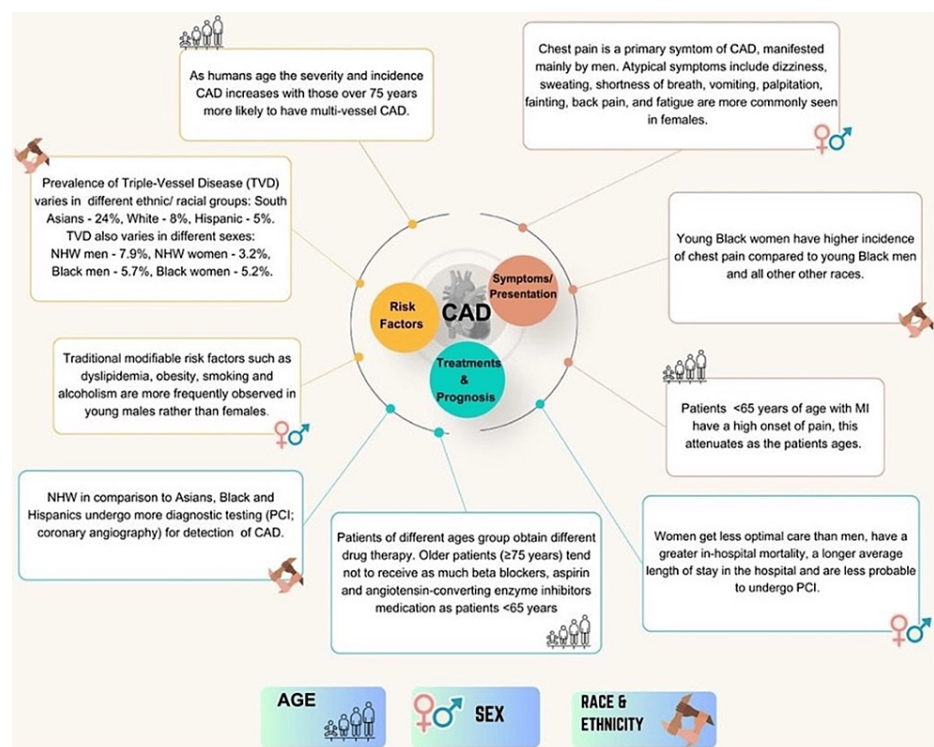 As humans age the severity and incidence
CAD increases with those over 75 years
more likely to have multi-vessel CAD.
Chest pain is a primary symtom of CAD, manifested
mainly by men. Atypical symptoms include dizziness,
sweating, shortness of breath, vomiting, palpitation,
fainting, back pain, and fatigue are more commonly seen
in females.
Prevalence of Triple-Vessel Disease (TVD)
varies in different ethnic/ racial groups: South
Asians - 24%, White - 8%, Hispanic - 5%.
TVD also varies in different sexes:
NHW men - 7.9%, NHW women - 3.2%,
Black men - 5.7%, Black women - 5.2%.
Young Black women have higher incidence
of chest pain compared to young Black men
and all other other races.
Risk
Factors
CAD
Symptoms/
Presentation
Treatments
&
Prognosis
Traditional modifiable risk factors such as
dyslipidemia, obesity, smoking and
alcoholism are more frequently observed in
young males rather than females.
Patients <65 years of age with MI
have a high onset of pain, this
attenuates as the patients ages.
NHW in comparison to Asians, Black and
Hispanics undergo more diagnostic testing (PCI;
coronary angiography) for detection of CAD.
Patients of different ages group obtain different
drug therapy. Older patients (≥75 years) tend
not to receive as much beta blockers, aspirin
and angiotensin-converting enzyme inhibitors
medication as patients <65 years
Women get less optimal care than men, have a
greater in-hospital mortality, a longer average
length of stay in the hospital and are less probable
to undergo PCI.
AGE
SEX
RACE &
ETHNICITY